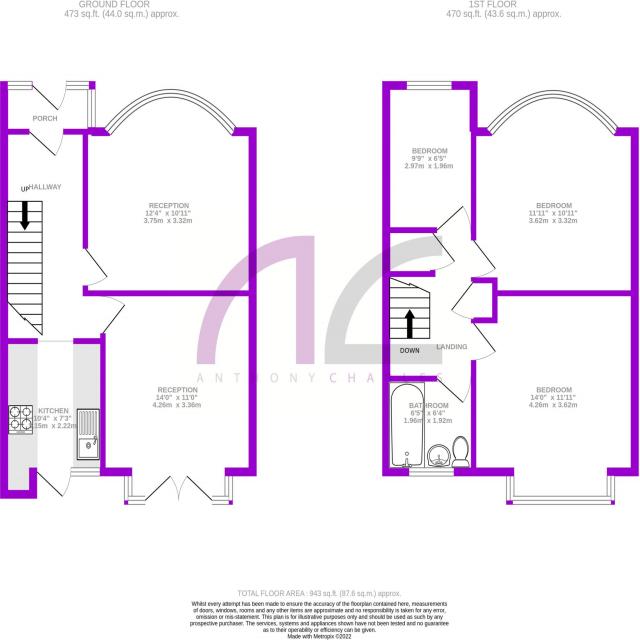 GROUND FLOOR
473 sq.ft. (44.0 sq.m.) approx.
1ST FLOOR
470 sq.ft. (43.6 sq.m.) approx.
PORCH
UP
HALLWAY
RECEPTION
12'4" x 10'11"
3.75m x 3.32m
RECEPTION
14'0" x 11'0"
4.26m x 3.36m
KITCHEN
10'4" x 7'3"
3.15m x 2.22m
BEDROOM
9'9" x 6'5"
2.97m x 1.96m
BEDROOM
11'11" x 10'11"
3.62m x 3.32m
DOWN
LANDING
BEDROOM
14'0" x 11'11"
4.26m x 3.62m
BATHROOM
6'5" x 6'4"
1.96m x 1.92m
ANTHONY
TOTAL FLOOR AREA : 943 sq.ft. (87.6 sq.m.) approx.
Whilst every attempt has been made to ensure the accuracy of the floorplan contained here, measurements
of doors, windows, rooms and any other items are approximate and no responsibility is taken for any error,
omission or mis-statement. This plan is for illustrative purposes only and should be used as such by any
prospective purchaser. The services, systems and appliances shown have not been tested and no guarantee
as to their operability or efficiency can be given.
Made with Metropix ©2022